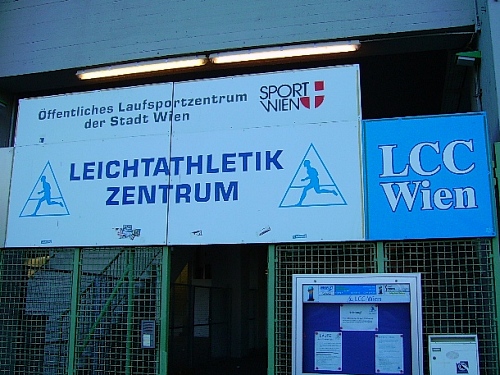 Öffentliches Laufsportzentrum
der Stadt Wien
SPORT
WIEN
LEICHTATHLETIK
ZENTRUM
LCC
Wien
LCC-Wien